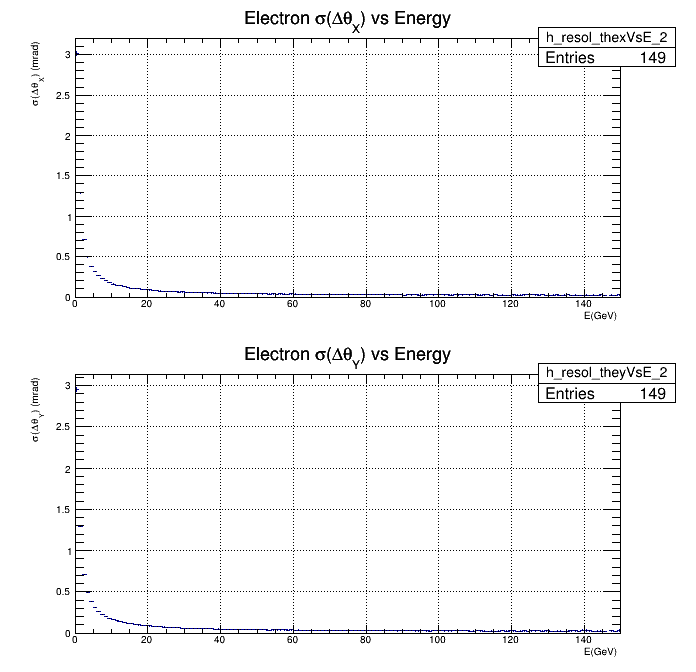 Electron σ(Δθ_X) vs Energy
h_resol_thexVsE_2
Entries 149
σ(Δθ_X) (mrad)
3
2.5
2
1.5
1
0.5
0
0 20 40 60 80 100 120 140
E(GeV)
Electron σ(Δθ_Y) vs Energy
h_resol_theyVsE_2
Entries 149
σ(Δθ_Y) (mrad)
3
2.5
2
1.5
1
0.5
0
0 20 40 60 80 100 120 140
E(GeV)